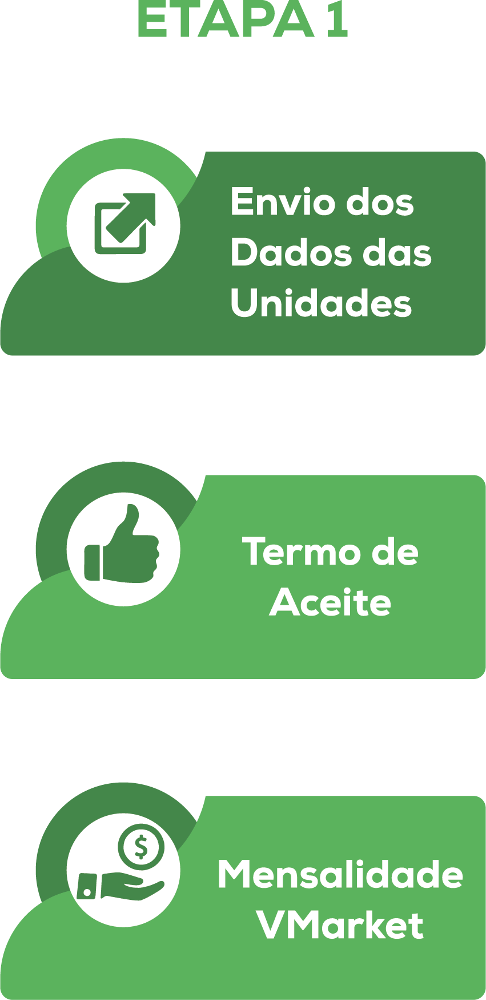 ETAPA 1
Envio dos
Dados das
Unidades
Termo de
Aceite
$
Mensalidade
VMarket